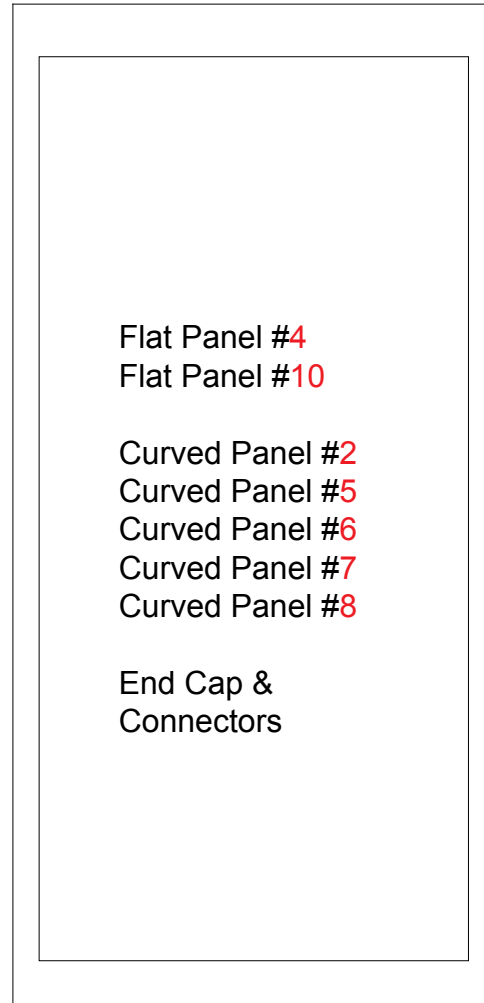 Flat Panel #4
Flat Panel #10
Curved Panel #2
Curved Panel #5
Curved Panel #6
Curved Panel #7
Curved Panel #8
End Cap &
Connectors